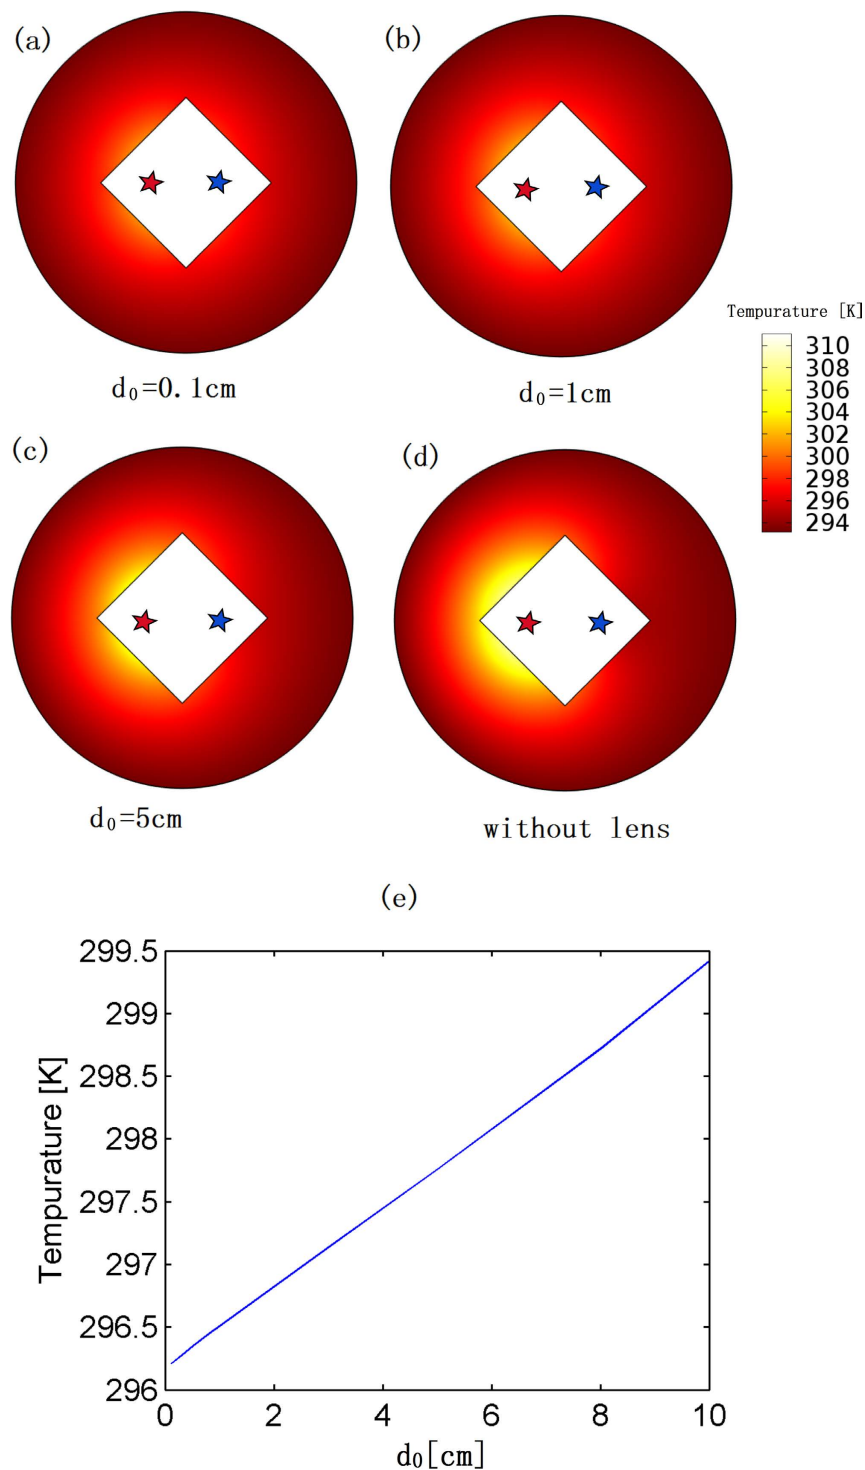 (a)
(b)
d₀=0.1cm
d₀=1cm
Tempurature [K]
310
308
306
304
302
300
298
296
294
(c)
(d)
d₀=5cm
without lens
(e)
299.5
299
298.5
298
297.5
297
296.5
296
Tempurature [K]
0 2 4 6 8 10
d₀[cm]